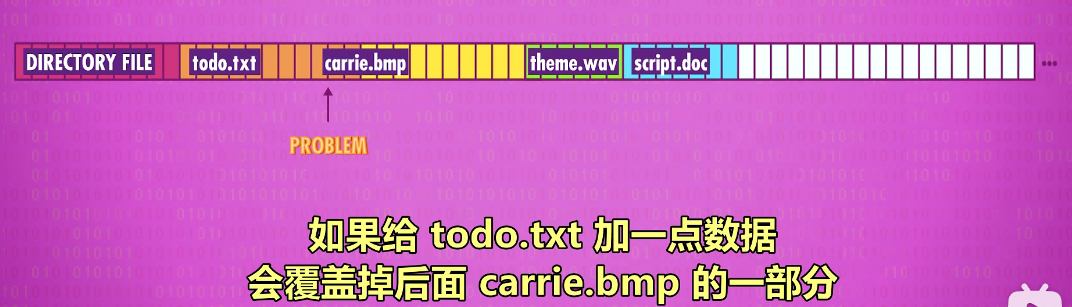 DIRECTORY FILE todo.txt carrie.bmp theme.wav script.doc ...
PROBLEM
如果给 todo.txt 加一点数据
会覆盖掉后面 carrie.bmp 的一部分